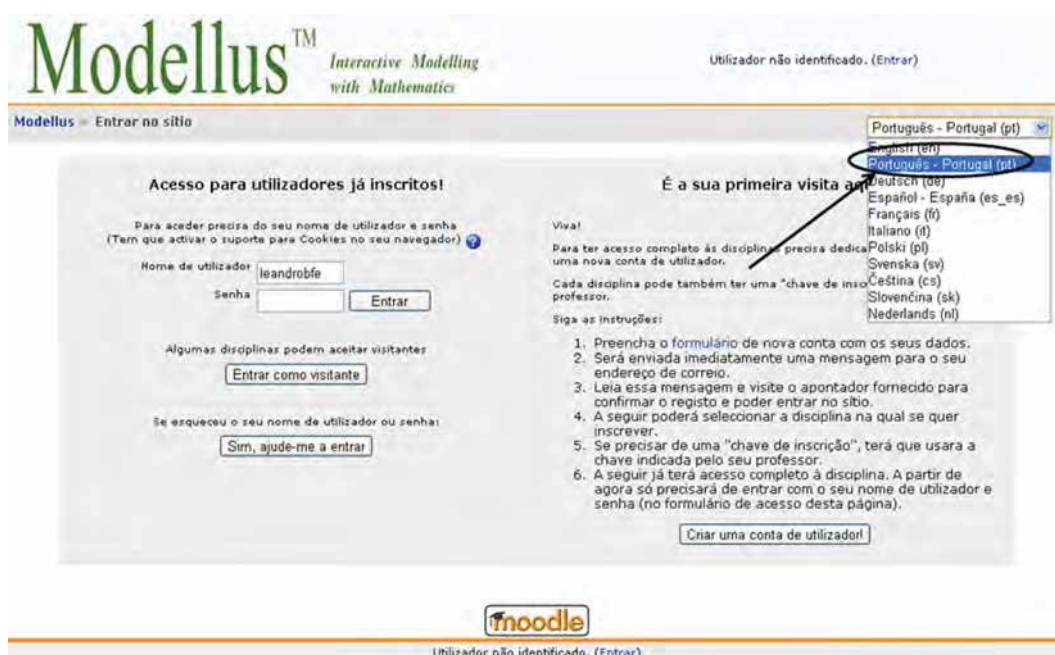 Modellus™
Interactive Modelling
with Mathematics
Utilizador não identificado. (Entrar)
Modellus » Entrar no sítio
Português - Portugal (pt)
English (en)
Português - Portugal (pt)
Deutsch (de)
Español - España (es_es)
Français (fr)
Italiano (it)
Polski (pl)
Svenska (sv)
Čeština (cs)
Slovenčina (sk)
Nederlands (nl)
Acesso para utilizadores já inscritos!
Para aceder precisa do seu nome de utilizador e senha
(Tem que activar o suporte para Cookies no seu navegador) ?
Nome de utilizador leandrobfe
Senha Entrar
Algumas disciplinas podem aceitar visitantes
Entrar como visitante
Se esqueceu o seu nome de utilizador ou senha:
Sim, ajude-me a entrar
É a sua primeira visita
Viva!
Para ter acesso completo às disciplinas precisa
uma nova conta de utilizador.
Cada disciplina pode também ter uma "chave de
professor.
Siga as instruções:
1. Preencha o formulário de nova conta com os seus dados.
2. Será enviada imediatamente uma mensagem para o seu
endereço de correio.
3. Leia essa mensagem e visite o apontador fornecido para
confirmar o registo e poder entrar no sítio.
4. A seguir poderá seleccionar a disciplina na qual se quer
inscrever.
5. Se precisar de uma "chave de inscrição", terá que usara a
chave indicada pelo seu professor.
6. A seguir já terá acesso completo à disciplina. A partir de
agora só precisará de entrar com o seu nome de utilizador e
senha (no formulário de acesso desta página).
Criar uma conta de utilizador!
moodle
Utilizador não identificado. (Entrar)